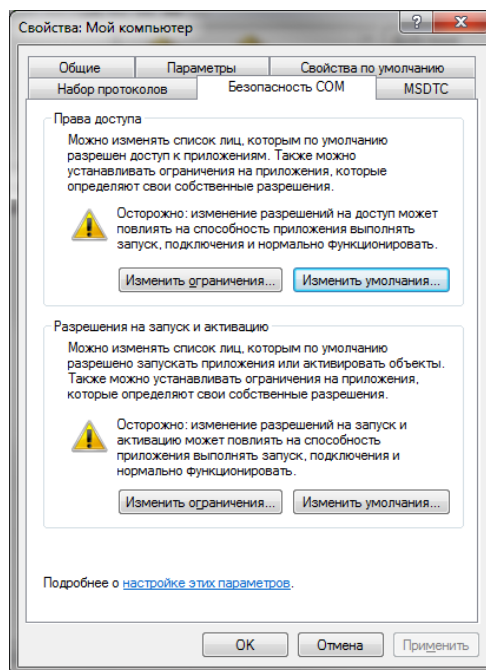 Свойства: Мой компьютер
Общие Параметры Свойства по умолчанию
Набор протоколов Безопасность COM MSDTC
Права доступа
Можно изменять список лиц, которым по умолчанию
разрешен доступ к приложениям. Также можно
устанавливать ограничения на приложения, которые
определяют свои собственные разрешения.
Осторожно: изменение разрешений на доступ может
повлиять на способность приложения выполнять
запуск, подключения и нормально функционировать.
Изменить ограничения... Изменить умолчания...
Разрешения на запуск и активацию
Можно изменять список лиц, которым по умолчанию
разрешено запускать приложения или активировать объекты.
Также можно устанавливать ограничения на приложения,
которые определяют свои собственные разрешения.
Осторожно: изменение разрешений на запуск и
активацию может повлиять на способность
приложения выполнять запуск, подключения и
нормально функционировать.
Изменить ограничения... Изменить умолчания...
Подробнее о настройке этих параметров.
ОК Отмена Применить